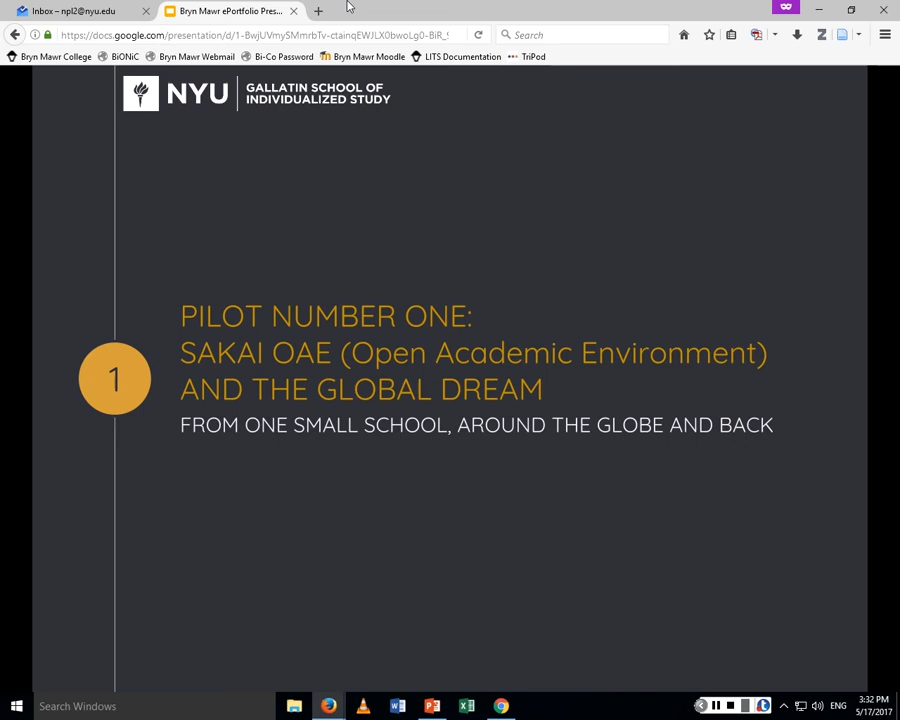 Inbox – npl2@nyu.edu
Bryn Mawr ePortfolio Pres...
https://docs.google.com/presentation/d/1-BwjUVmySMmrbTv-ctainqEWJLX0bwoLg0-BiR_S
Search
Bryn Mawr College
BiONiC
Bryn Mawr Webmail
Bi-Co Password
Bryn Mawr Moodle
LITS Documentation
TriPod
NYU
GALLATIN SCHOOL OF
INDIVIDUALIZED STUDY
1
PILOT NUMBER ONE:
SAKAI OAE (Open Academic Environment)
AND THE GLOBAL DREAM
FROM ONE SMALL SCHOOL, AROUND THE GLOBE AND BACK
Search Windows
ENG
3:32 PM
5/17/2017